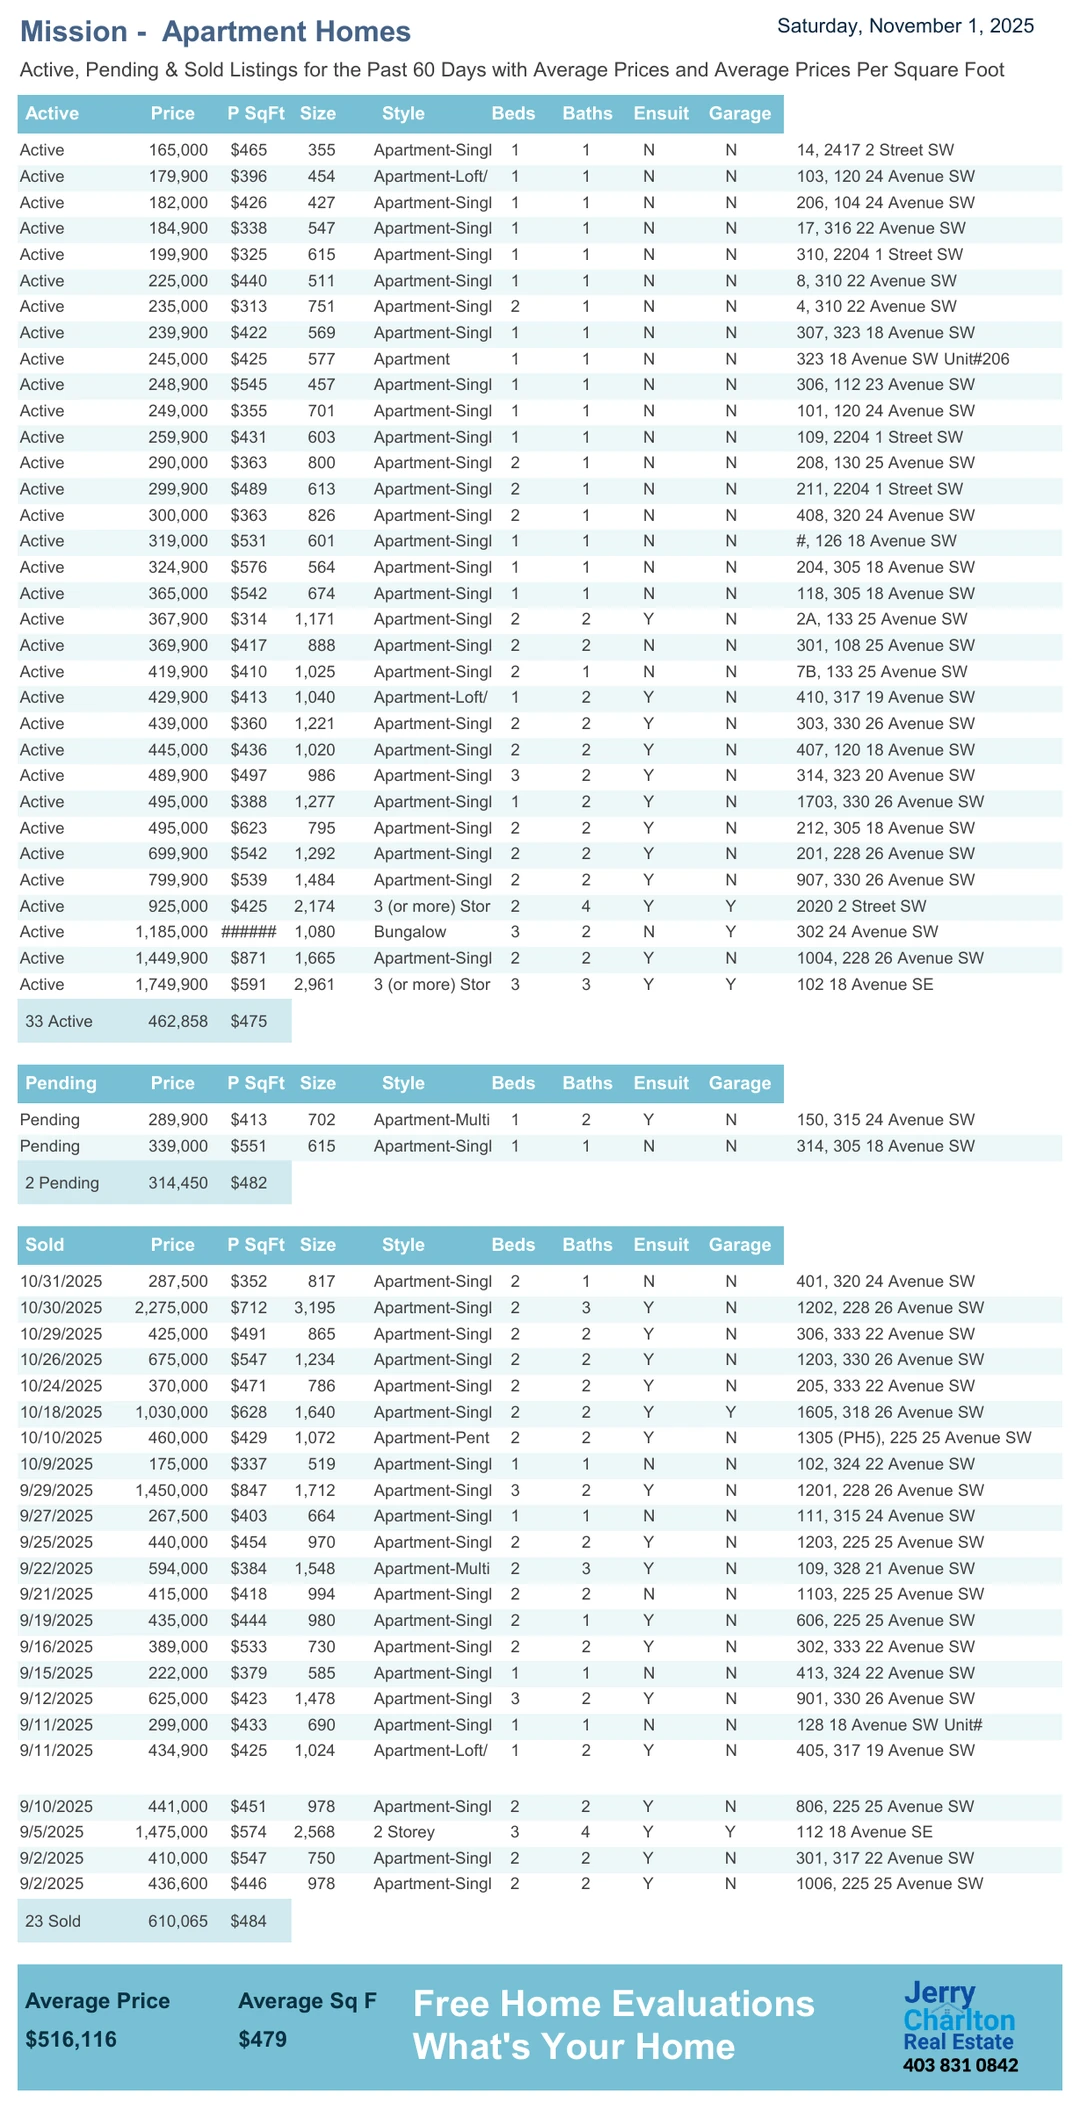 Mission -  Apartment Homes
Saturday, November 1, 2025
Active, Pending & Sold Listings for the Past 60 Days with Average Prices and Average Prices Per Square Foot
Active Price P SqFt Size Style Beds Baths Ensuit Garage
Active 165,000 $465 355 Apartment-Singl 1 1 N N 14, 2417 2 Street SW
Active 179,900 $396 454 Apartment-Loft/ 1 1 N N 103, 120 24 Avenue SW
Active 182,000 $426 427 Apartment-Singl 1 1 N N 206, 104 24 Avenue SW
Active 184,900 $338 547 Apartment-Singl 1 1 N N 17, 316 22 Avenue SW
Active 199,900 $325 615 Apartment-Singl 1 1 N N 310, 2204 1 Street SW
Active 225,000 $440 511 Apartment-Singl 1 1 N N 8, 310 22 Avenue SW
Active 235,000 $313 751 Apartment-Singl 2 1 N N 4, 310 22 Avenue SW
Active 239,900 $422 569 Apartment-Singl 1 1 N N 307, 323 18 Avenue SW
Active 245,000 $425 577 Apartment 1 1 N N 323 18 Avenue SW Unit#206
Active 248,900 $545 457 Apartment-Singl 1 1 N N 306, 112 23 Avenue SW
Active 249,000 $355 701 Apartment-Singl 1 1 N N 101, 120 24 Avenue SW
Active 259,900 $431 603 Apartment-Singl 1 1 N N 109, 2204 1 Street SW
Active 290,000 $363 800 Apartment-Singl 2 1 N N 208, 130 25 Avenue SW
Active 299,900 $489 613 Apartment-Singl 2 1 N N 211, 2204 1 Street SW
Active 300,000 $363 826 Apartment-Singl 2 1 N N 408, 320 24 Avenue SW
Active 319,000 $531 601 Apartment-Singl 1 1 N N #, 126 18 Avenue SW
Active 324,900 $576 564 Apartment-Singl 1 1 N N 204, 305 18 Avenue SW
Active 365,000 $542 674 Apartment-Singl 1 1 N N 118, 305 18 Avenue SW
Active 367,900 $314 1,171 Apartment-Singl 2 2 Y N 2A, 133 25 Avenue SW
Active 369,900 $417 888 Apartment-Singl 2 2 N N 301, 108 25 Avenue SW
Active 419,900 $410 1,025 Apartment-Singl 2 1 N N 7B, 133 25 Avenue SW
Active 429,900 $413 1,040 Apartment-Loft/ 1 2 Y N 410, 317 19 Avenue SW
Active 439,000 $360 1,221 Apartment-Singl 2 2 Y N 303, 330 26 Avenue SW
Active 445,000 $436 1,020 Apartment-Singl 2 2 Y N 407, 120 18 Avenue SW
Active 489,900 $497 986 Apartment-Singl 3 2 Y N 314, 323 20 Avenue SW
Active 495,000 $388 1,277 Apartment-Singl 1 2 Y N 1703, 330 26 Avenue SW
Active 495,000 $623 795 Apartment-Singl 2 2 Y N 212, 305 18 Avenue SW
Active 699,900 $542 1,292 Apartment-Singl 2 2 Y N 201, 228 26 Avenue SW
Active 799,900 $539 1,484 Apartment-Singl 2 2 Y N 907, 330 26 Avenue SW
Active 925,000 $425 2,174 3 (or more) Stor 2 4 Y Y 2020 2 Street SW
Active 1,185,000 ###### 1,080 Bungalow 3 2 N Y 302 24 Avenue SW
Active 1,449,900 $871 1,665 Apartment-Singl 2 2 Y N 1004, 228 26 Avenue SW
Active 1,749,900 $591 2,961 3 (or more) Stor 3 3 Y Y 102 18 Avenue SE
33 Active 462,858 $475
Pending Price P SqFt Size Style Beds Baths Ensuit Garage
Pending 289,900 $413 702 Apartment-Multi 1 2 Y N 150, 315 24 Avenue SW
Pending 339,000 $551 615 Apartment-Singl 1 1 N N 314, 305 18 Avenue SW
2 Pending 314,450 $482
Sold Price P SqFt Size Style Beds Baths Ensuit Garage
10/31/2025 287,500 $352 817 Apartment-Singl 2 1 N N 401, 320 24 Avenue SW
10/30/2025 2,275,000 $712 3,195 Apartment-Singl 2 3 Y N 1202, 228 26 Avenue SW
10/29/2025 425,000 $491 865 Apartment-Singl 2 2 Y N 306, 333 22 Avenue SW
10/26/2025 675,000 $547 1,234 Apartment-Singl 2 2 Y N 1203, 330 26 Avenue SW
10/24/2025 370,000 $471 786 Apartment-Singl 2 2 Y N 205, 333 22 Avenue SW
10/18/2025 1,030,000 $628 1,640 Apartment-Singl 2 2 Y Y 1605, 318 26 Avenue SW
10/10/2025 460,000 $429 1,072 Apartment-Pent 2 2 Y N 1305 (PH5), 225 25 Avenue SW
10/9/2025 175,000 $337 519 Apartment-Singl 1 1 N N 102, 324 22 Avenue SW
9/29/2025 1,450,000 $847 1,712 Apartment-Singl 3 2 Y N 1201, 228 26 Avenue SW
9/27/2025 267,500 $403 664 Apartment-Singl 1 1 N N 111, 315 24 Avenue SW
9/25/2025 440,000 $454 970 Apartment-Singl 2 2 Y N 1203, 225 25 Avenue SW
9/22/2025 594,000 $384 1,548 Apartment-Multi 2 3 Y N 109, 328 21 Avenue SW
9/21/2025 415,000 $418 994 Apartment-Singl 2 2 N N 1103, 225 25 Avenue SW
9/19/2025 435,000 $444 980 Apartment-Singl 2 1 Y N 606, 225 25 Avenue SW
9/16/2025 389,000 $533 730 Apartment-Singl 2 2 Y N 302, 333 22 Avenue SW
9/15/2025 222,000 $379 585 Apartment-Singl 1 1 N N 413, 324 22 Avenue SW
9/12/2025 625,000 $423 1,478 Apartment-Singl 3 2 Y N 901, 330 26 Avenue SW
9/11/2025 299,000 $433 690 Apartment-Singl 1 1 N N 128 18 Avenue SW Unit#
9/11/2025 434,900 $425 1,024 Apartment-Loft/ 1 2 Y N 405, 317 19 Avenue SW
9/10/2025 441,000 $451 978 Apartment-Singl 2 2 Y N 806, 225 25 Avenue SW
9/5/2025 1,475,000 $574 2,568 2 Storey 3 4 Y Y 112 18 Avenue SE
9/2/2025 410,000 $547 750 Apartment-Singl 2 2 Y N 301, 317 22 Avenue SW
9/2/2025 436,600 $446 978 Apartment-Singl 2 2 Y N 1006, 225 25 Avenue SW
23 Sold 610,065 $484
Average Price Average Sq F
$516,116 $479
Free Home Evaluations
What's Your Home
Jerry
Charlton
Real Estate
403 831 0842